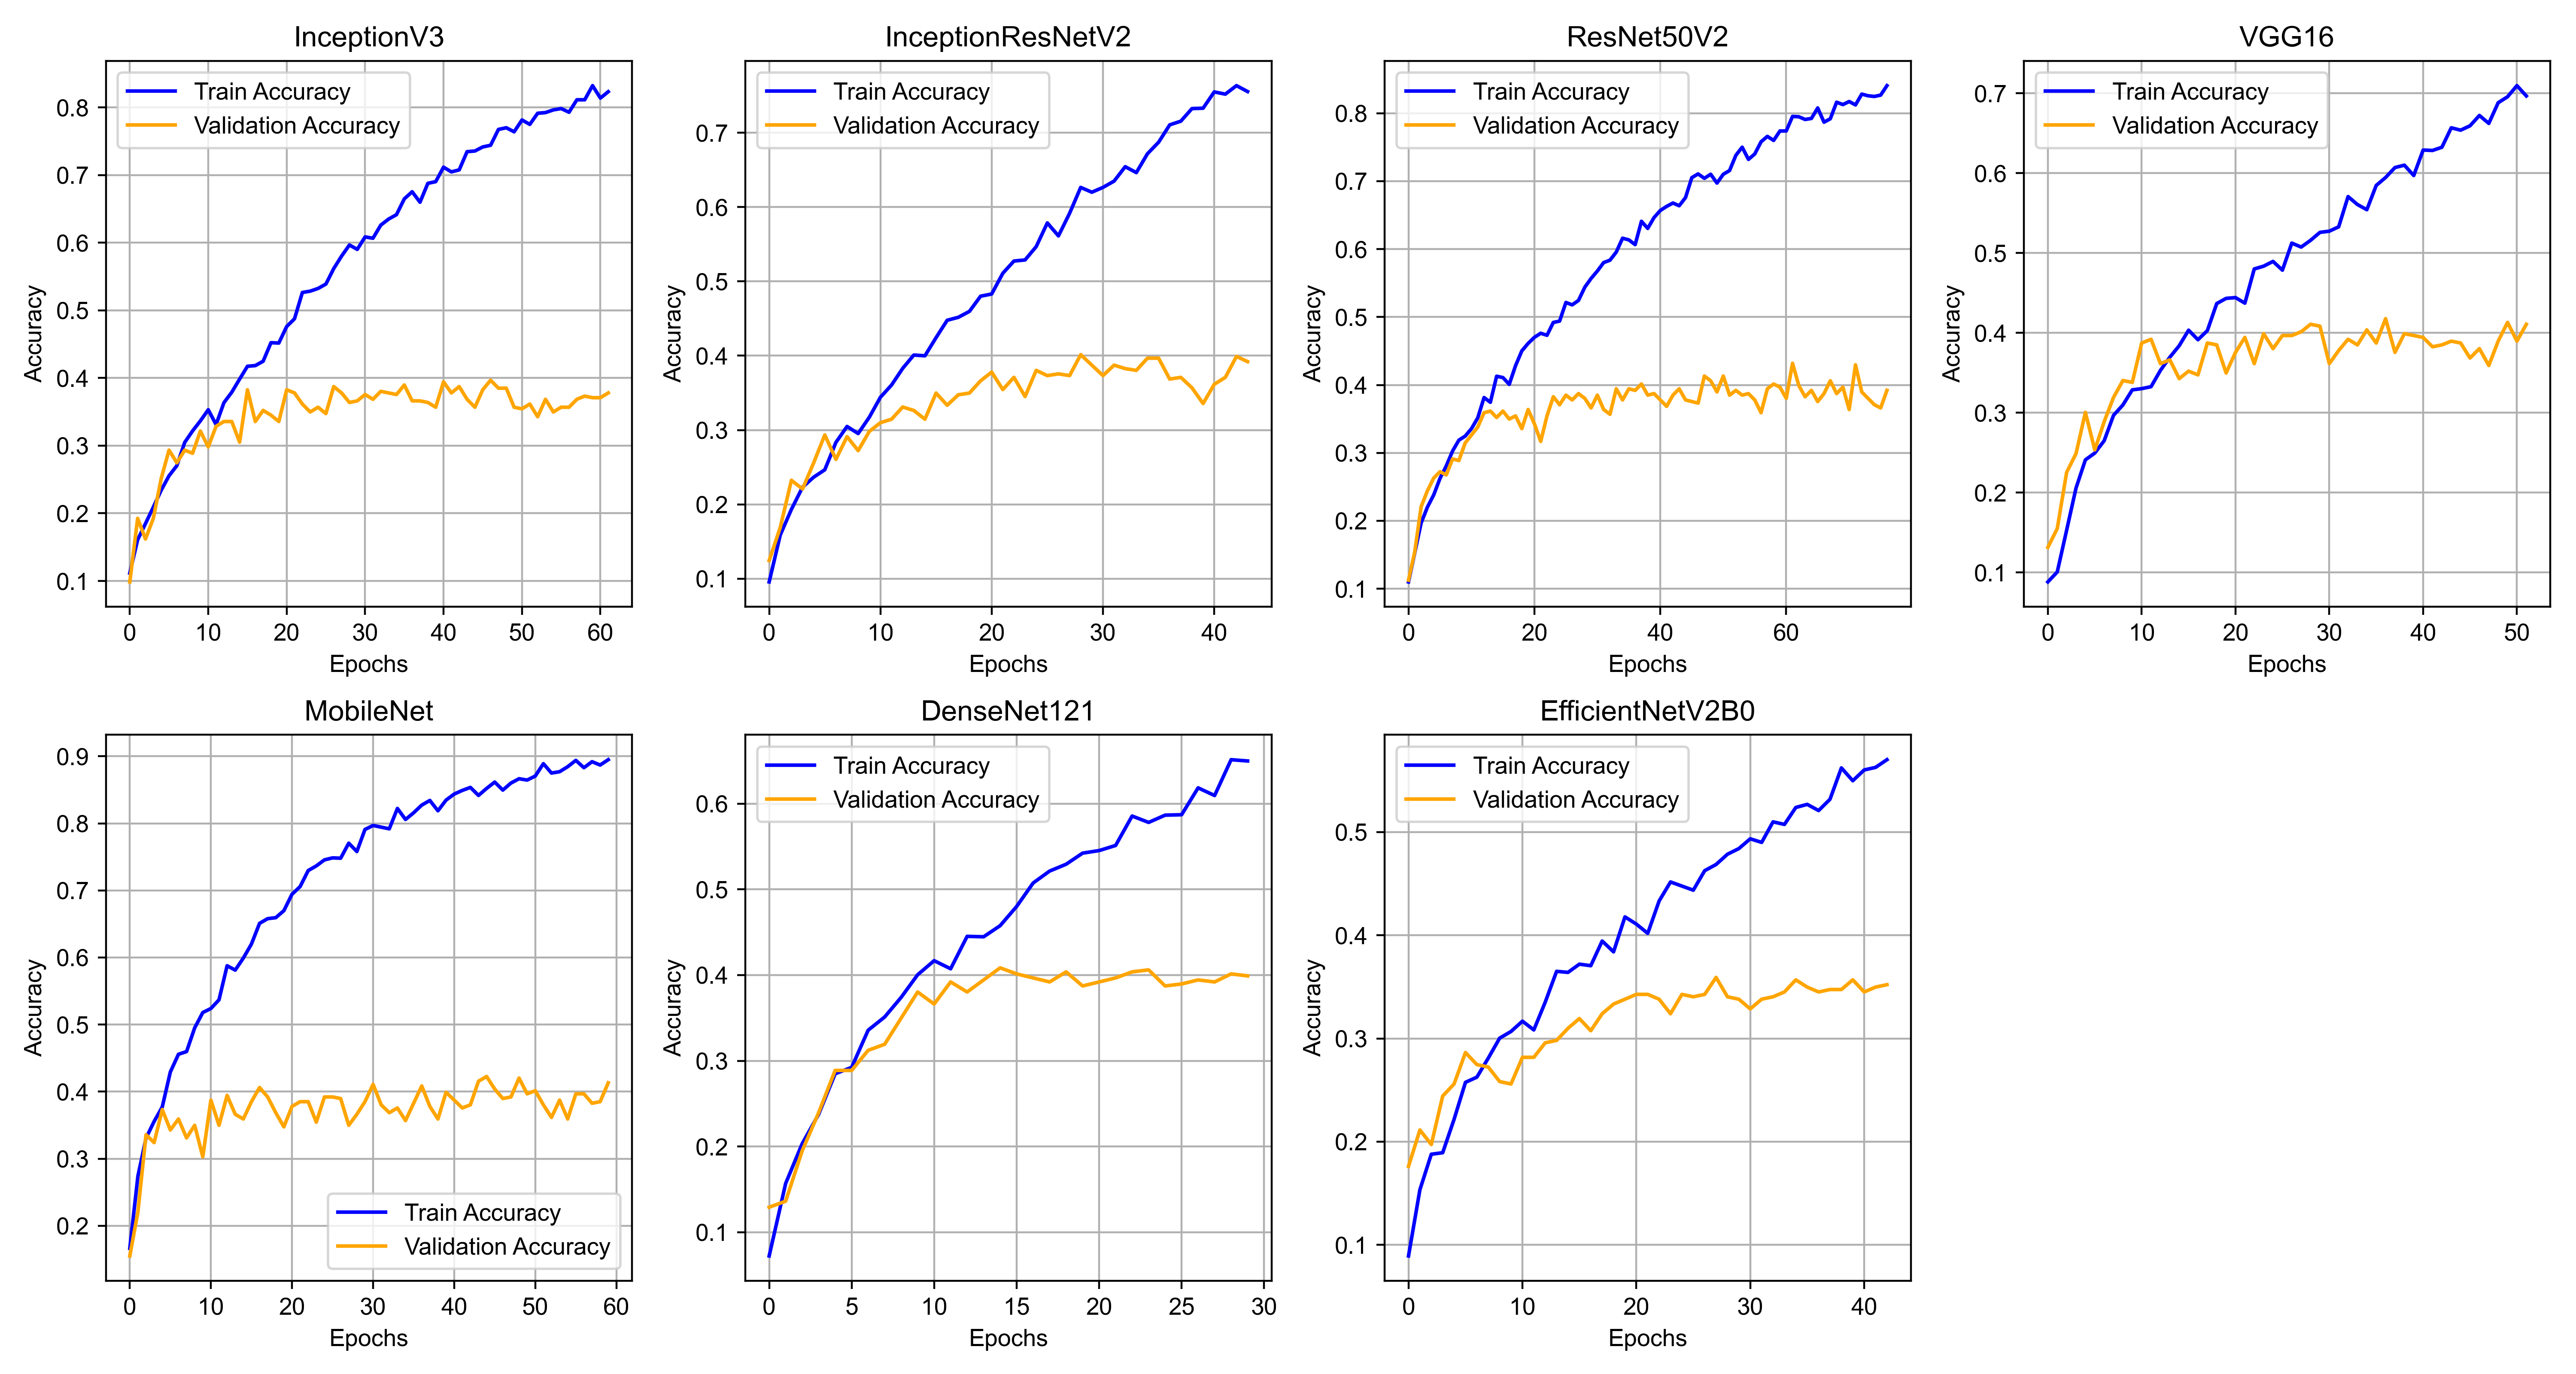 InceptionV3
Train Accuracy
Validation Accuracy
Accuracy
0.8
0.7
0.6
0.5
0.4
0.3
0.2
0.1
0 10 20 30 40 50 60
Epochs
InceptionResNetV2
Train Accuracy
Validation Accuracy
Accuracy
0.7
0.6
0.5
0.4
0.3
0.2
0.1
0 10 20 30 40
Epochs
ResNet50V2
Train Accuracy
Validation Accuracy
Accuracy
0.8
0.7
0.6
0.5
0.4
0.3
0.2
0.1
0 20 40 60
Epochs
VGG16
Train Accuracy
Validation Accuracy
Accuracy
0.7
0.6
0.5
0.4
0.3
0.2
0.1
0 10 20 30 40 50
Epochs
MobileNet
Accuracy
0.9
0.8
0.7
0.6
0.5
0.4
0.3
0.2
Train Accuracy
Validation Accuracy
0 10 20 30 40 50 60
Epochs
DenseNet121
Train Accuracy
Validation Accuracy
Accuracy
0.6
0.5
0.4
0.3
0.2
0.1
0 5 10 15 20 25 30
Epochs
EfficientNetV2B0
Train Accuracy
Validation Accuracy
Accuracy
0.5
0.4
0.3
0.2
0.1
0 10 20 30 40
Epochs